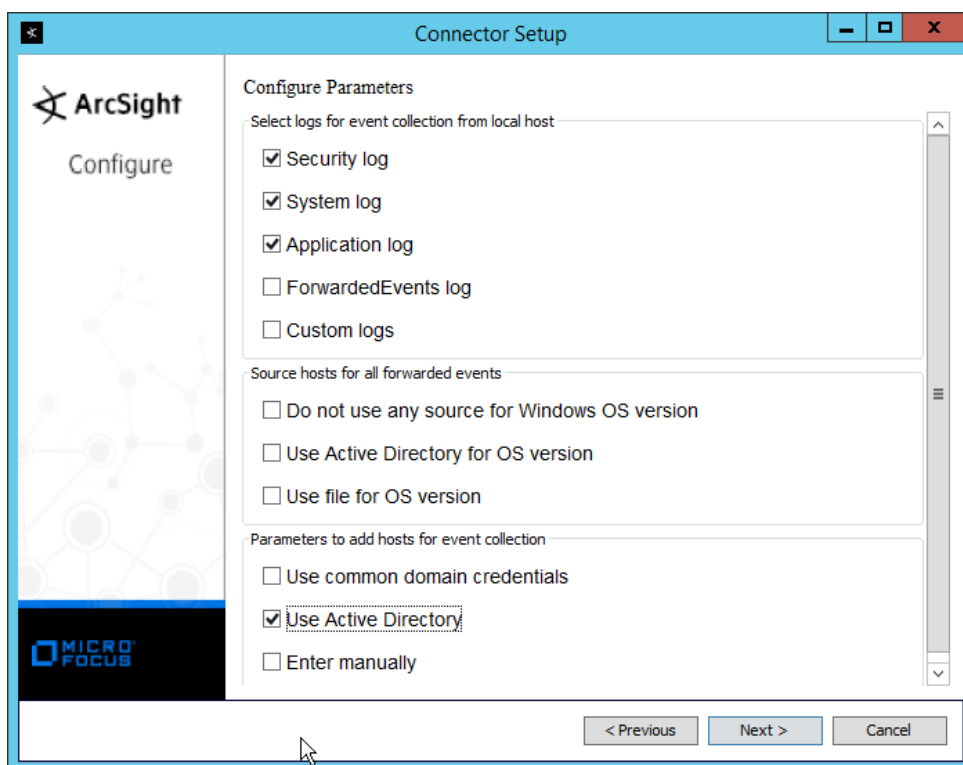 Connector Setup
ArcSight
Configure
Configure Parameters
Select logs for event collection from local host
Security log
System log
Application log
ForwardedEvents log
Custom logs
Source hosts for all forwarded events
Do not use any source for Windows OS version
Use Active Directory for OS version
Use file for OS version
Parameters to add hosts for event collection
Use common domain credentials
Use Active Directory
Enter manually
MICRO
FOCUS
< Previous
Next >
Cancel